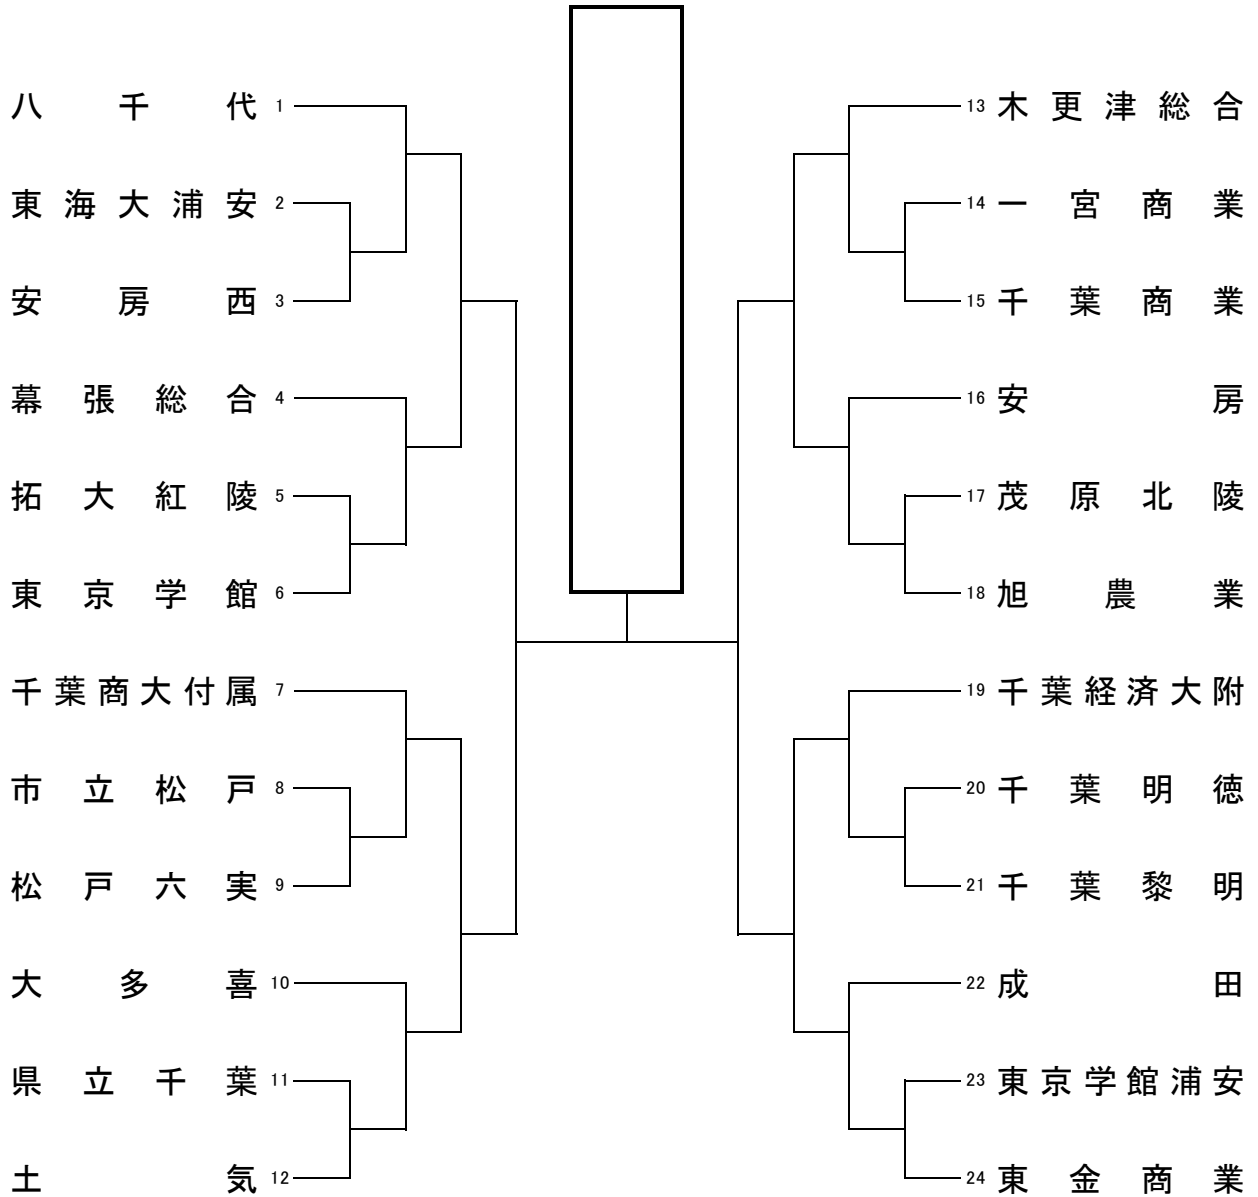 八千代 1
東海大浦安 2
安房西 3
幕張総合 4
拓大紅陵 5
東京学館 6
千葉商大付属 7
市立松戸 8
松戸六実 9
大多喜 10
県立千葉 11
土気 12
13 木更津総合
14 一宮商業
15 千葉商業
16 安房
17 茂原北陵
18 旭農業
19 千葉経済大附
20 千葉明徳
21 千葉黎明
22 成田
23 東京学館浦安
24 東金商業